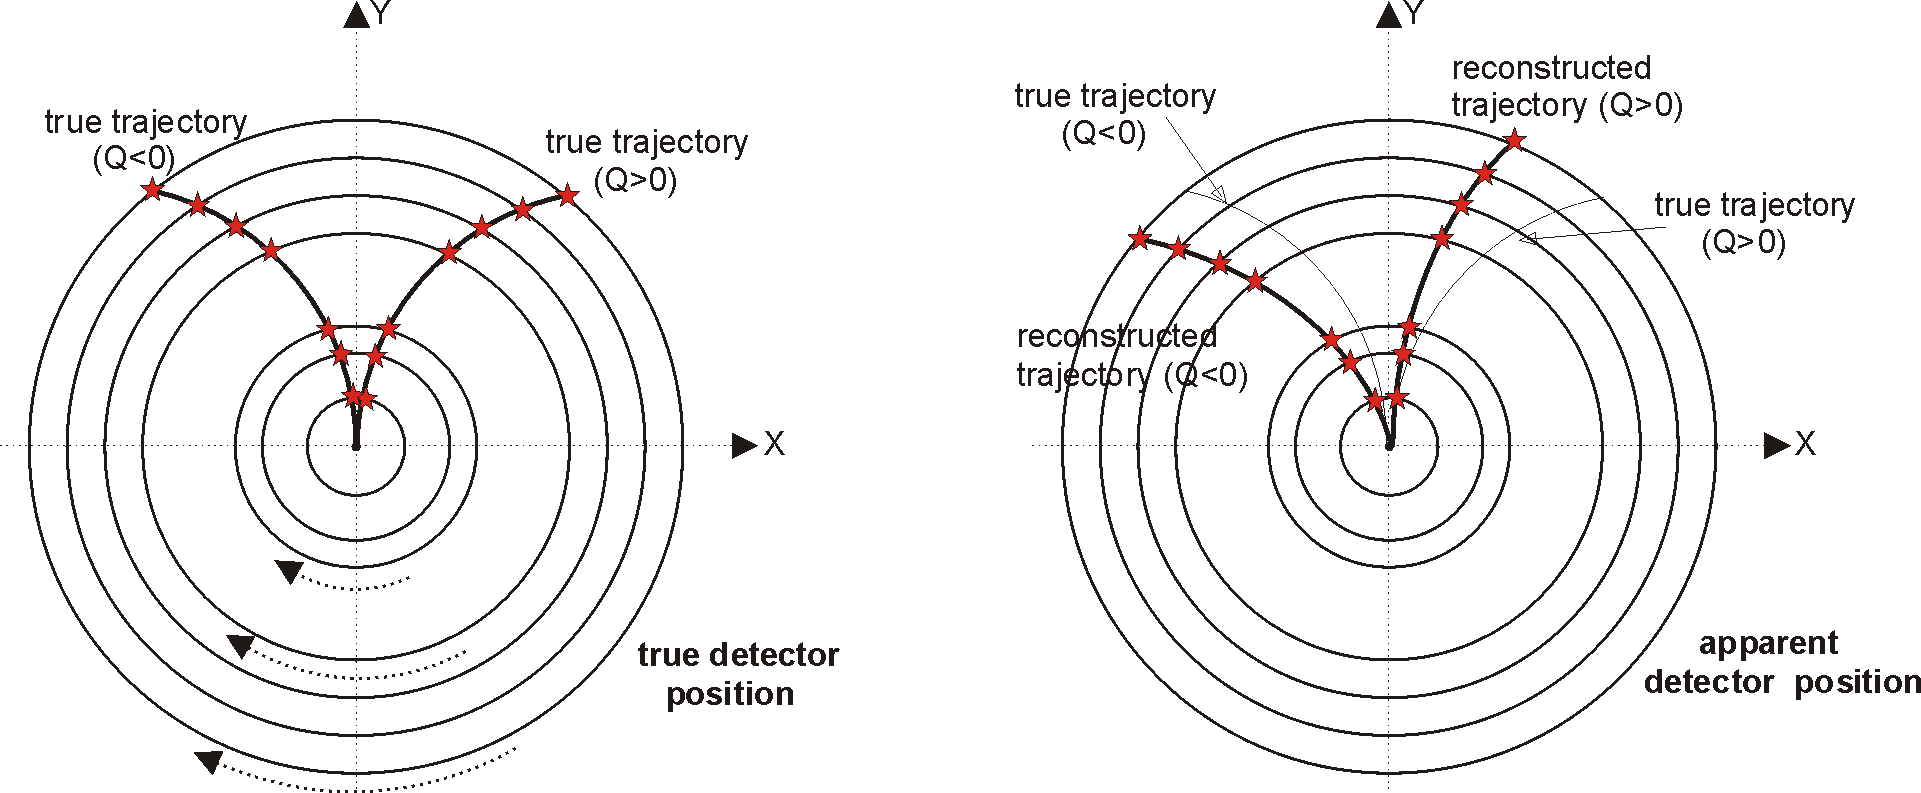 Y
true trajectory
(Q<0)
true trajectory
(Q>0)
X
true detector
position
Y
reconstructed
trajectory (Q>0)
true trajectory
(Q<0)
true trajectory
(Q>0)
reconstructed
trajectory (Q<0)
X
apparent
detector position